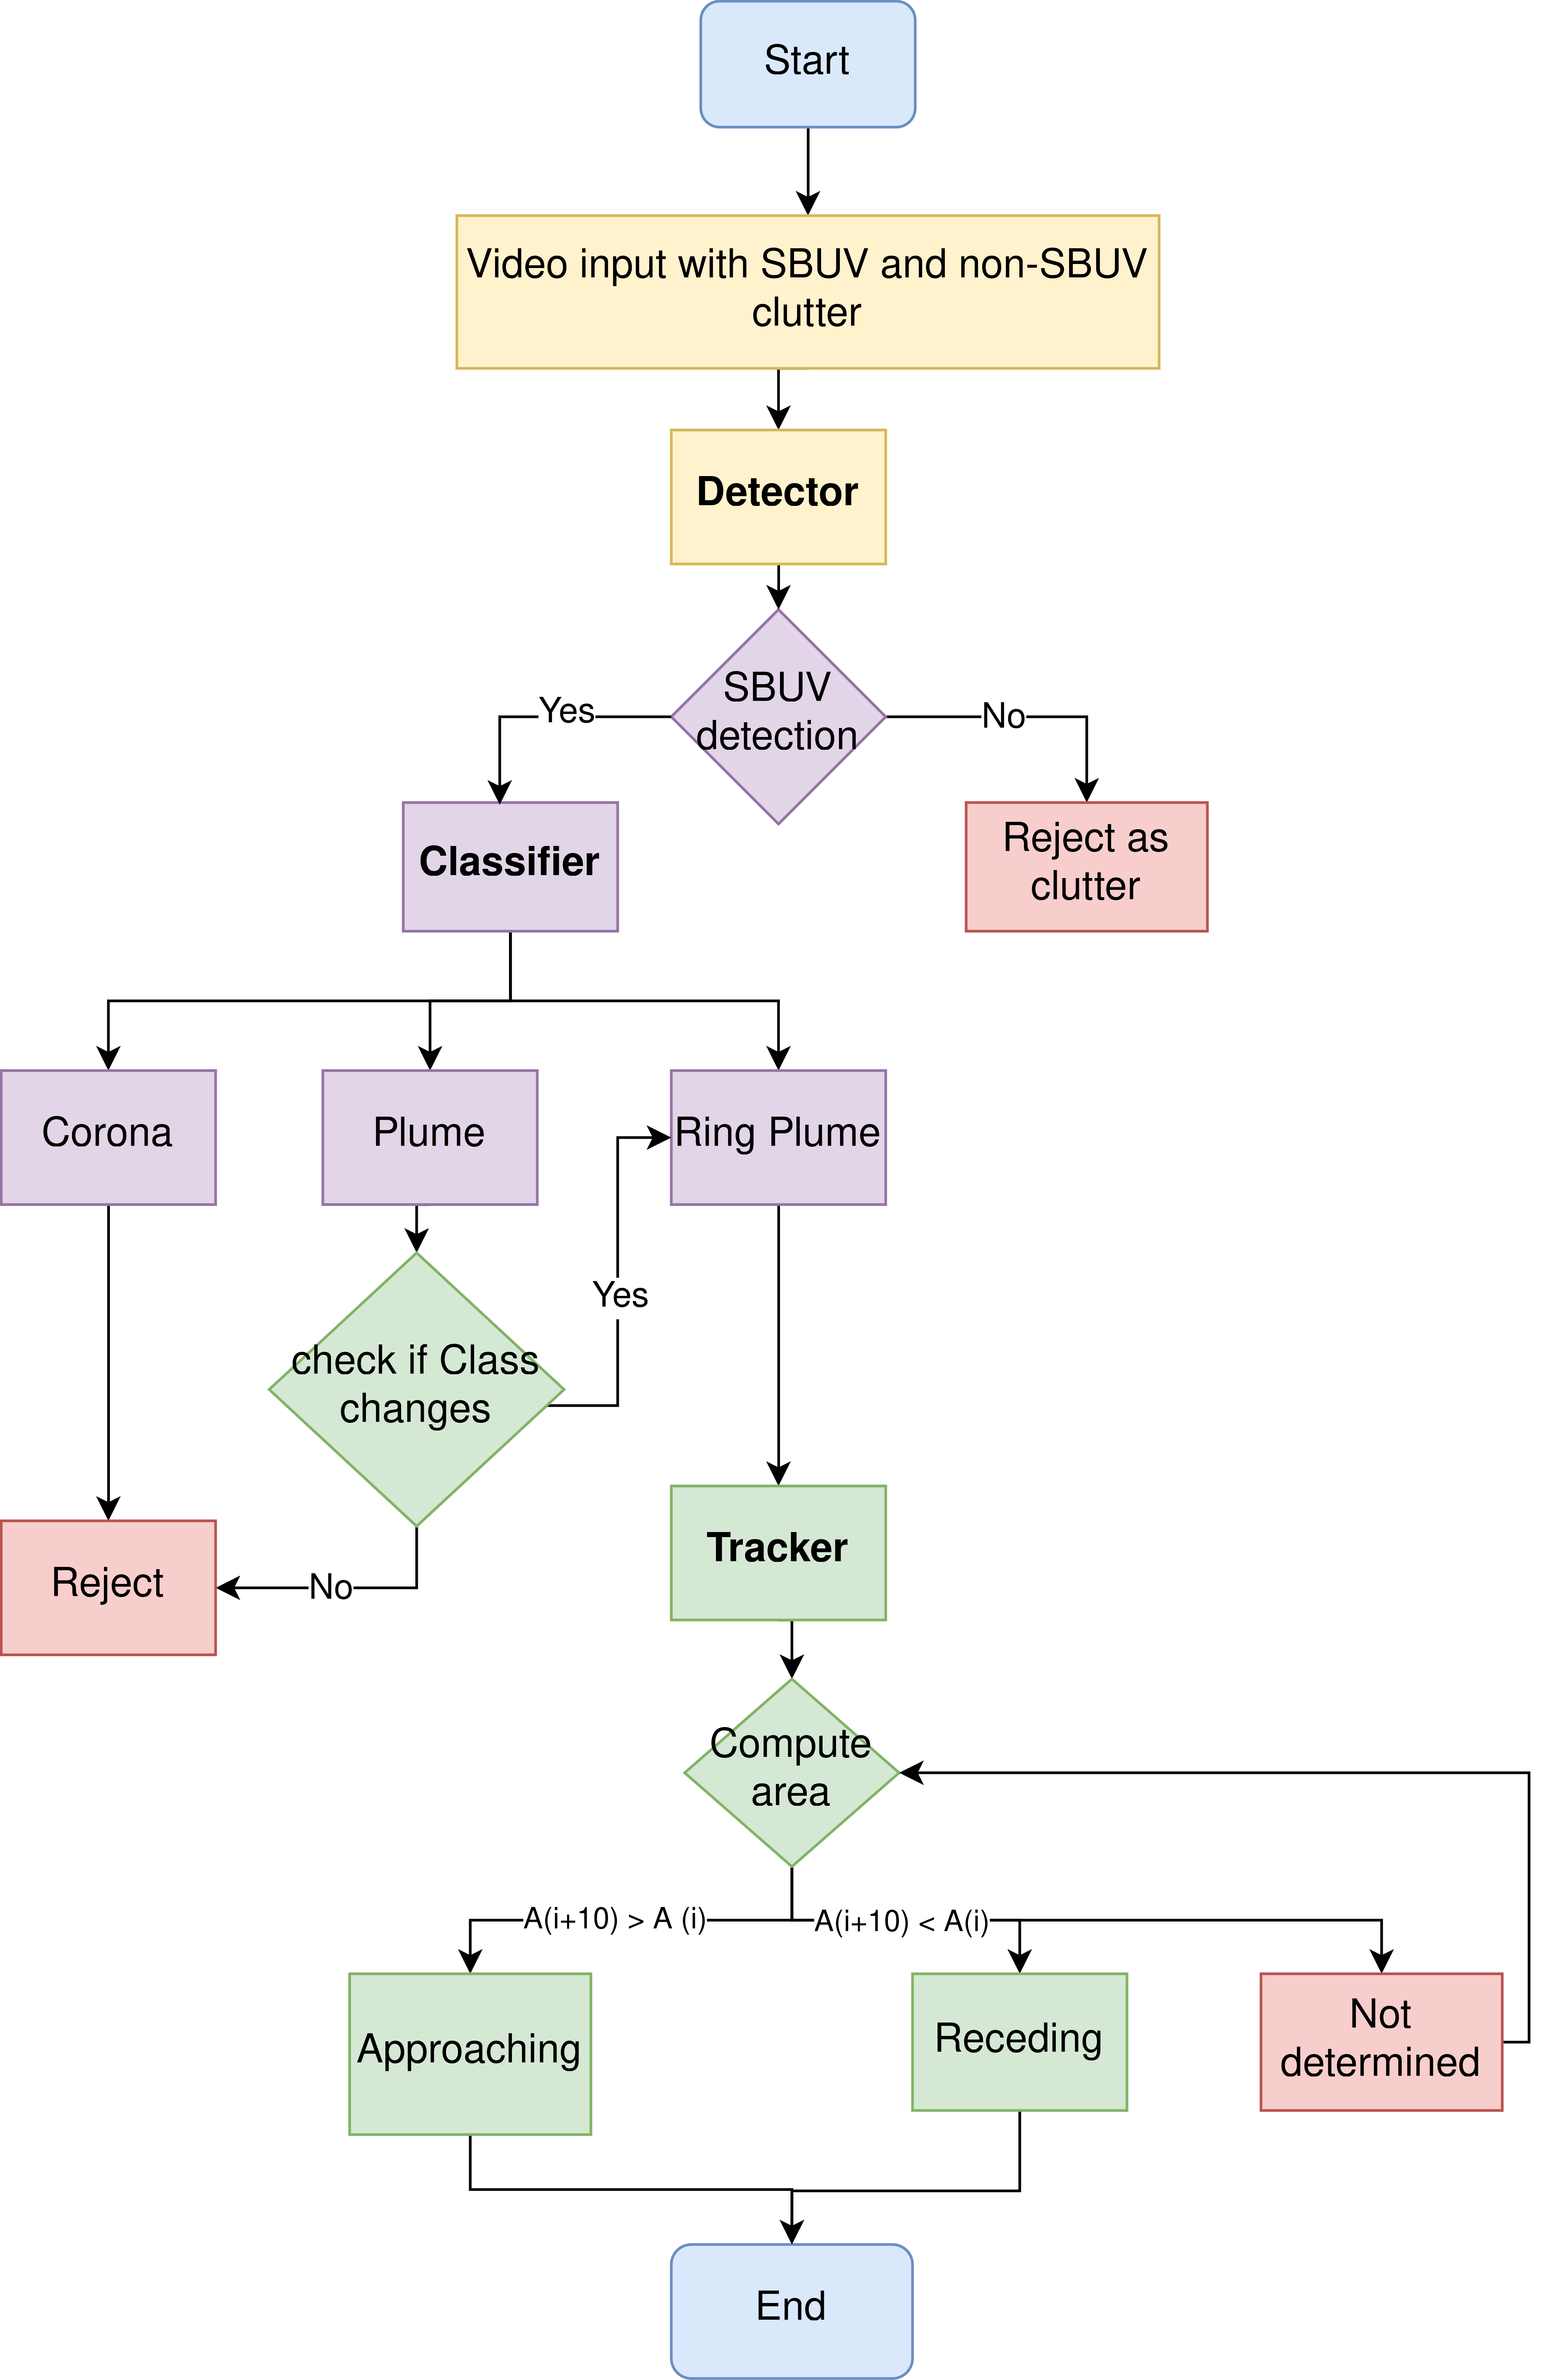 Start
Video input with SBUV and non-SBUV
clutter
Detector
SBUV
detection
Yes
No
Classifier
Reject as
clutter
Corona
Plume
Ring Plume
Yes
check if Class
changes
Reject
No
Tracker
Compute
area
A(i+10) > A (i)
A(i+10) < A(i)
Approaching
Receding
Not
determined
End